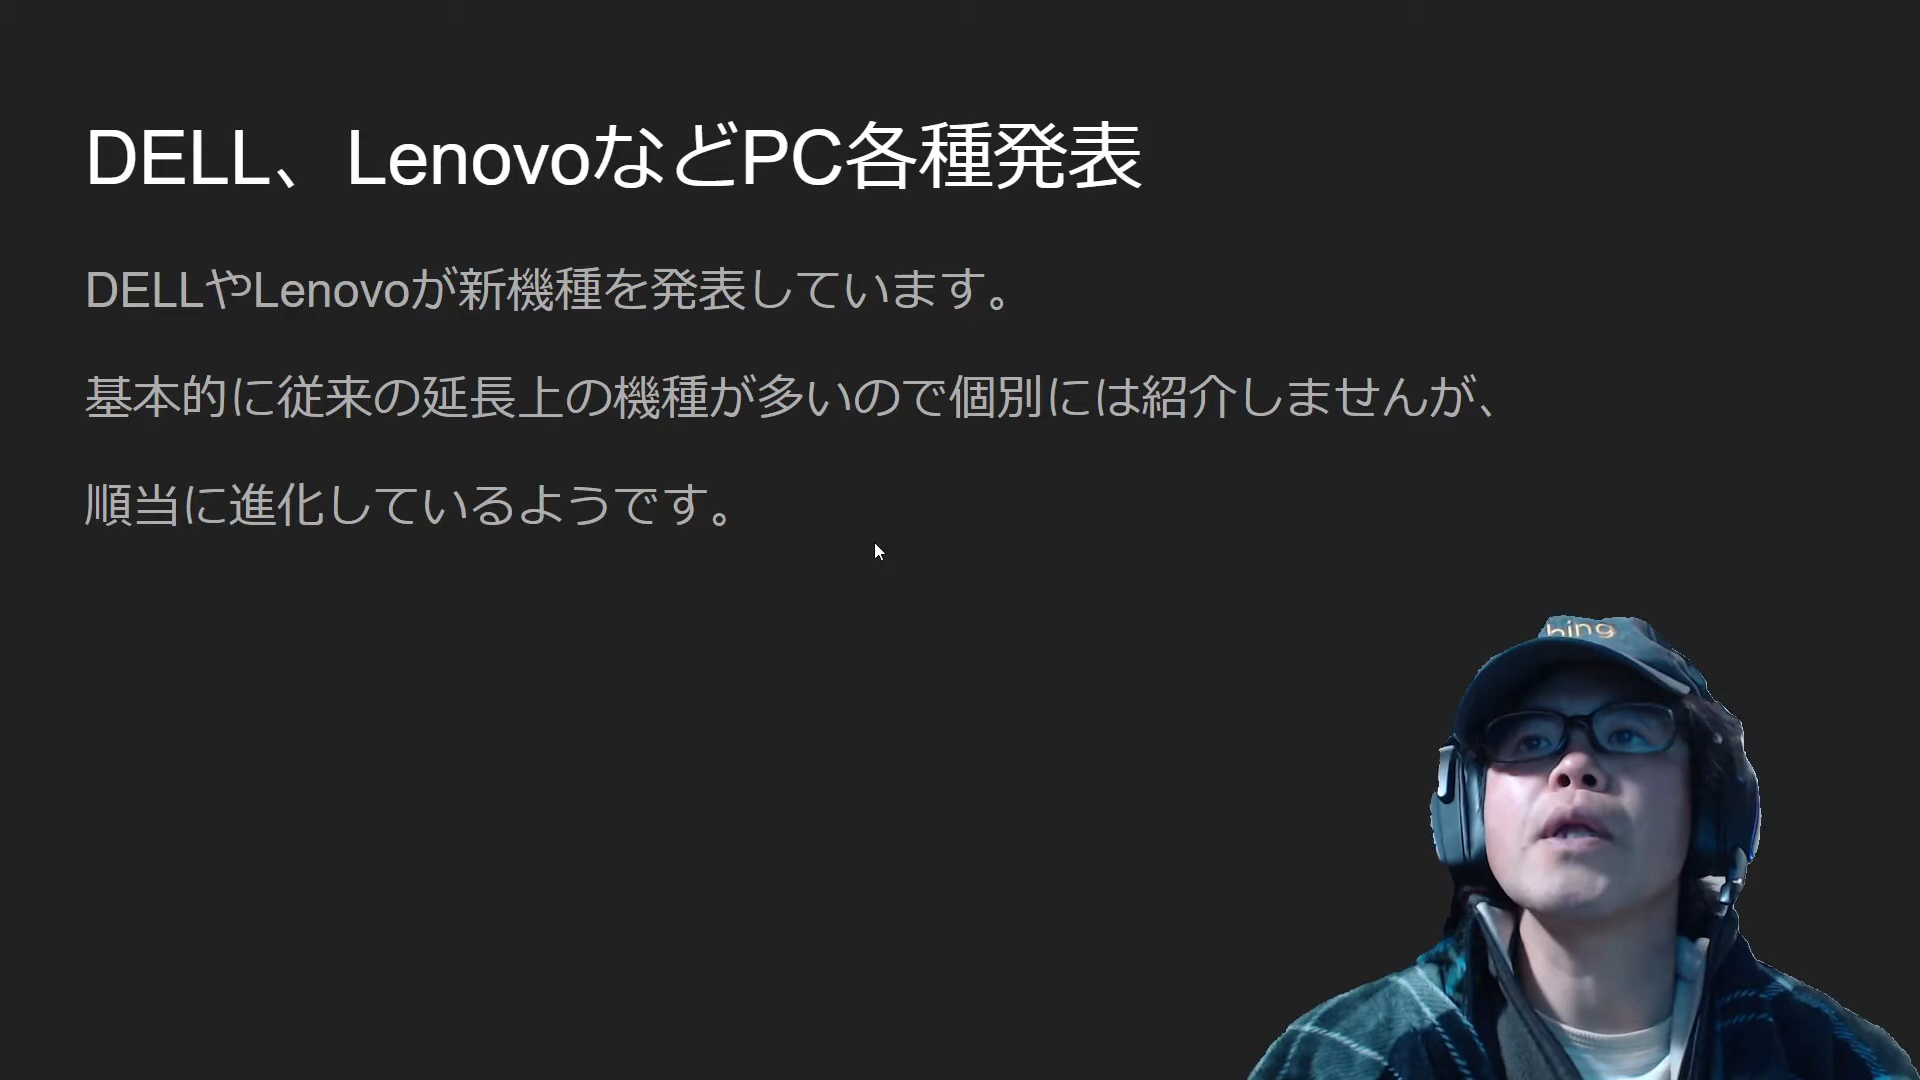 DELL、LenovoなどPC各種発表
DELLやLenovoが新機種を発表しています。
基本的に従来の延長上の機種が多いので個別には紹介しませんが、
順当に進化しているようです。
hing